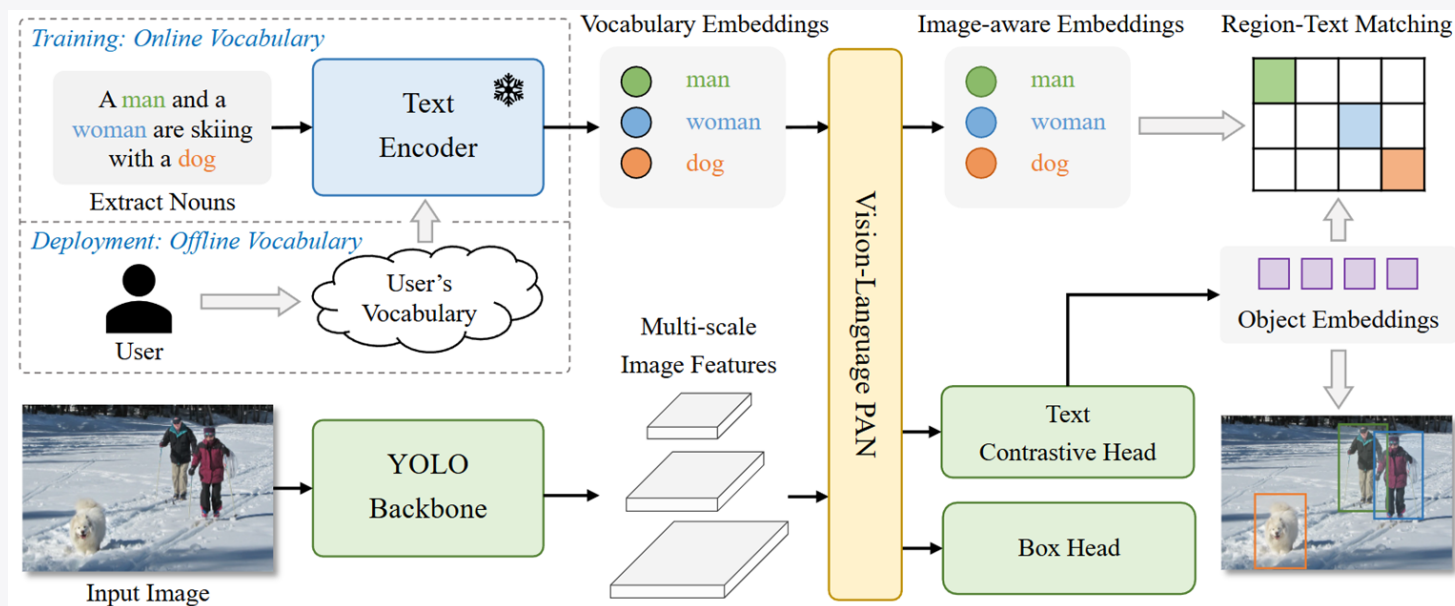 Training: Online Vocabulary
A man and a
woman are skiing
with a dog
Extract Nouns
Text
Encoder
Vocabulary Embeddings
man
woman
dog
Image-aware Embeddings
man
woman
dog
Region-Text Matching
Deployment: Offline Vocabulary
User
User's
Vocabulary
Multi-scale
Image Features
Vision-Language PAN
Object Embeddings
Text
Contrastive Head
Box Head
YOLO
Backbone
Input Image